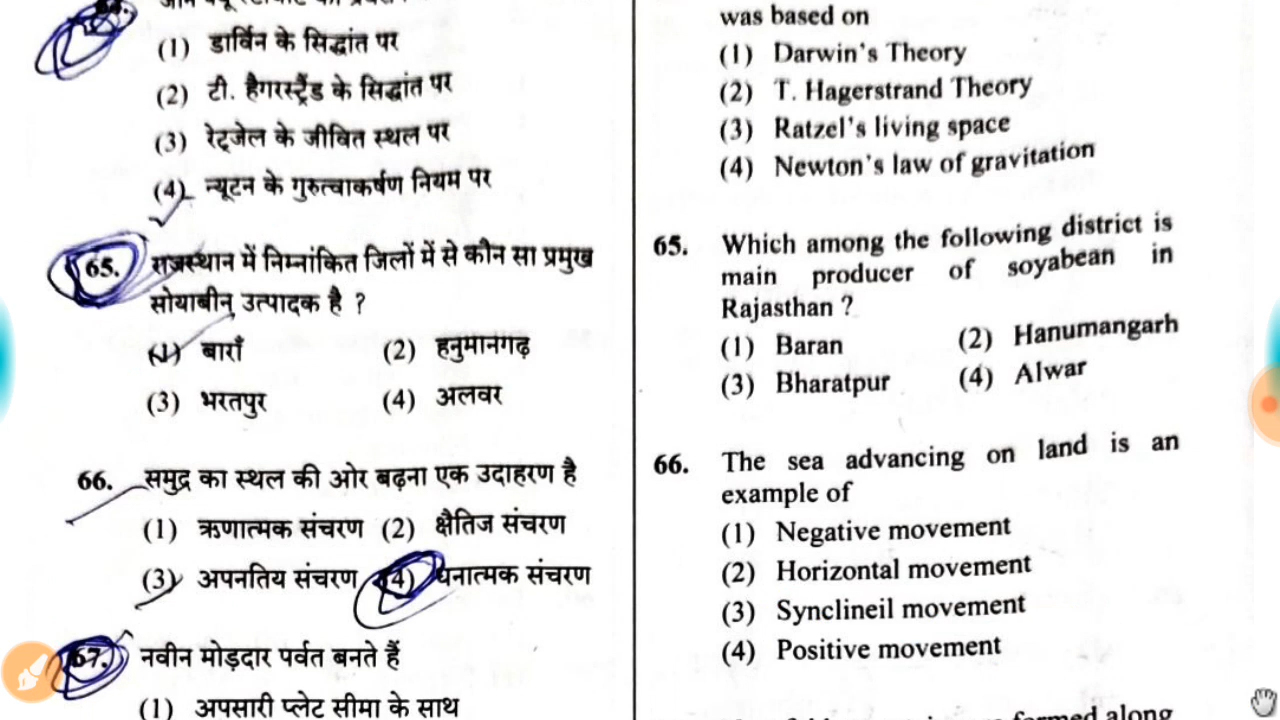 (1) डार्विन के सिद्धांत पर
(2) टी. हैगरस्ट्रैंड के सिद्धांत पर
(3) रेट्जेल के जीवित स्थल पर
(4) न्यूटन के गुरुत्वाकर्षण नियम पर
65. राजस्थान में निम्नांकित जिलों में से कौन सा प्रमुख
सोयाबीन उत्पादक है ?
(1) बाराँ (2) हनुमानगढ़
(3) भरतपुर (4) अलवर
66. समुद्र का स्थल की ओर बढ़ना एक उदाहरण है
(1) ऋणात्मक संचरण (2) क्षैतिज संचरण
(3) अपनतिय संचरण (4) धनात्मक संचरण
67. नवीन मोड़दार पर्वत बनते हैं
(1) अपसारी प्लेट सीमा के साथ
was based on
(1) Darwin's Theory
(2) T. Hagerstrand Theory
(3) Ratzel's living space
(4) Newton's law of gravitation
65. Which among the following district is
main producer of soyabean in
Rajasthan ?
(1) Baran (2) Hanumangarh
(3) Bharatpur (4) Alwar
66. The sea advancing on land is an
example of
(1) Negative movement
(2) Horizontal movement
(3) Synclineil movement
(4) Positive movement
formed along